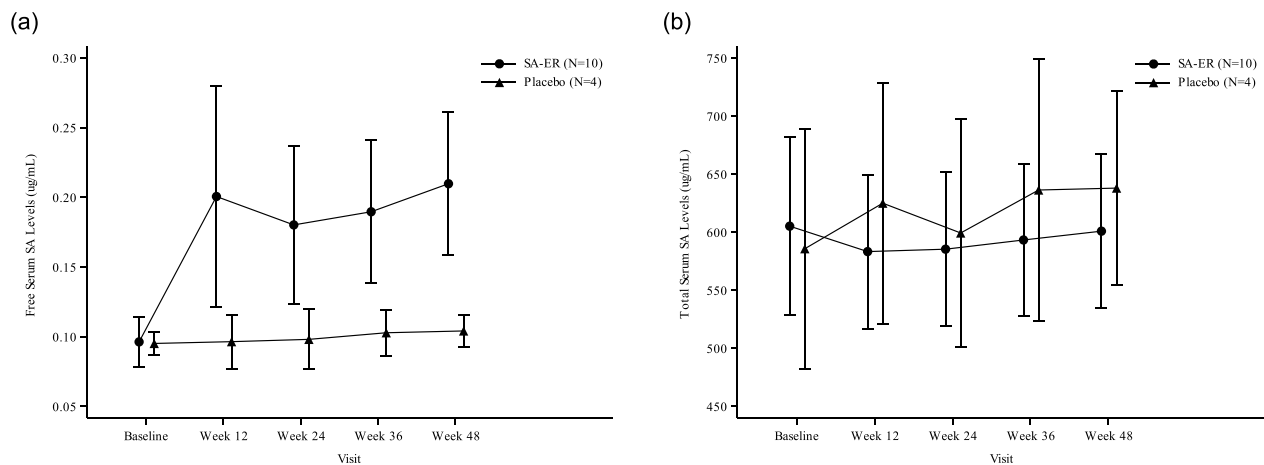 (a)
Free Serum SA Levels (ug/mL)
0.30
0.25
0.20
0.15
0.10
0.05
SA-ER (N=10)
Placebo (N=4)
Baseline Week 12 Week 24 Week 36 Week 48
Visit
(b)
Total Serum SA Levels (ug/mL)
750
700
650
600
550
500
450
SA-ER (N=10)
Placebo (N=4)
Baseline Week 12 Week 24 Week 36 Week 48
Visit